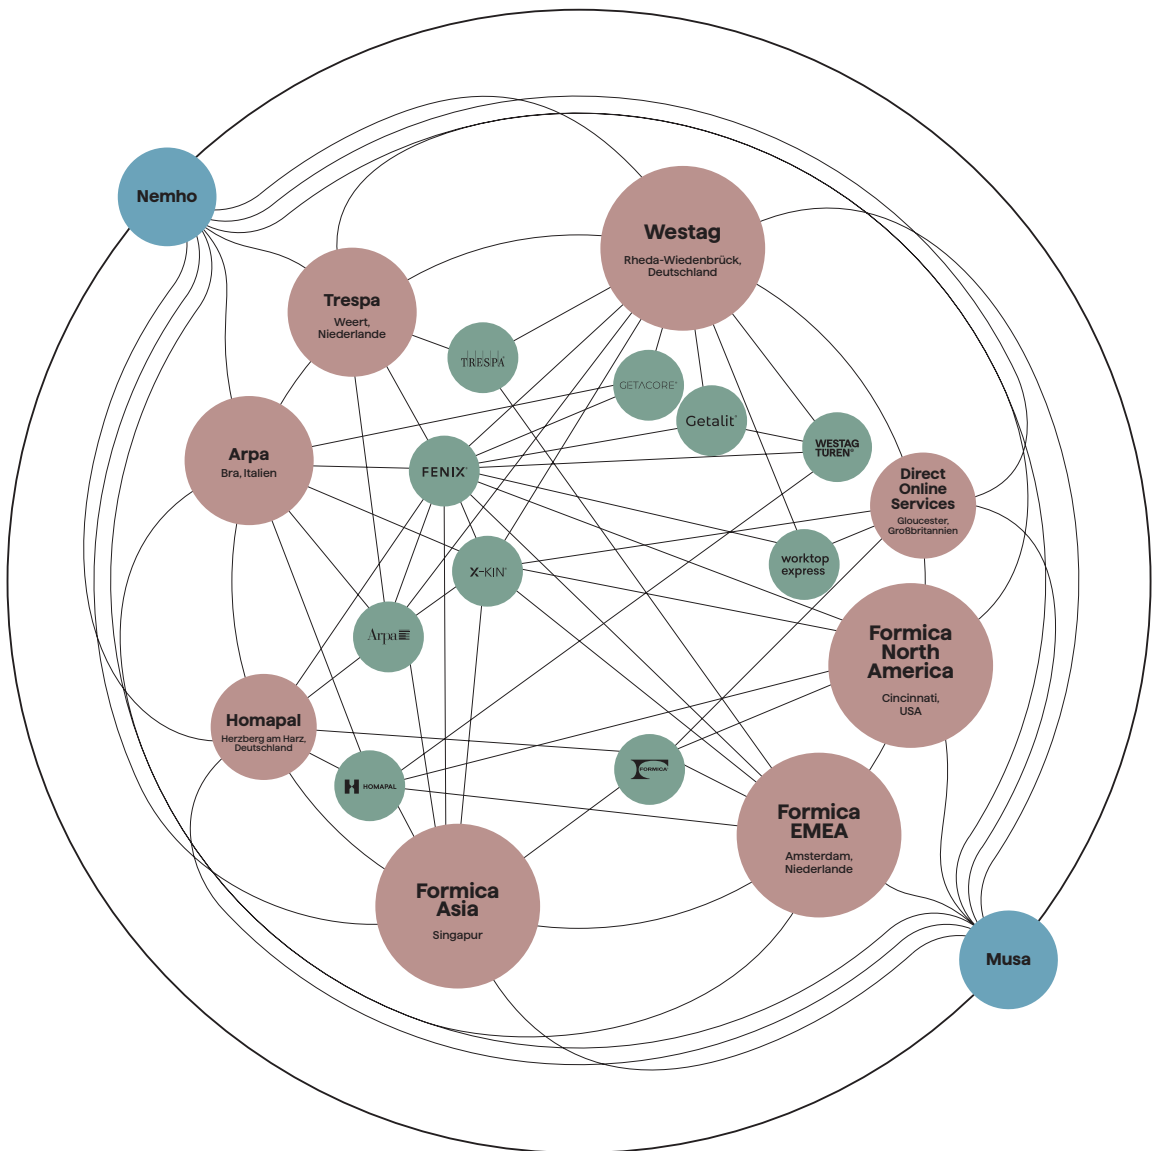 Nemho
Westag
Rheda-Wiedenbrück,
Deutschland
Trespa
Weert,
Niederlande
TRESPA®
GETACORE®
Getalit®
WESTAG
TÜREN®
Arpa
Bra, Italien
FENIX®
Direct
Online
Services
Gloucester,
Großbritannien
X-KIN®
worktop
express
Arpa
Formica
North
America
Cincinnati,
USA
Homapal
Herzberg am Harz,
Deutschland
HOMAPAL
FORMICA®
Formica
EMEA
Amsterdam,
Niederlande
Formica
Asia
Singapur
Musa